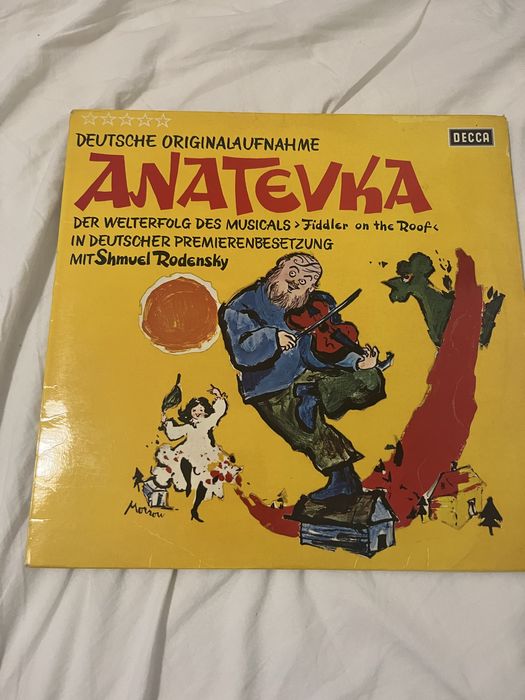 DEUTSCHE ORIGINALAUFNAHME
DECCA
ANATEVKA
DER WELTERFOLG DES MUSICALS >Fiddler on the Roof<
IN DEUTSCHER PREMIERENBESETZUNG
MIT Shmuel Rodensky
Morrow